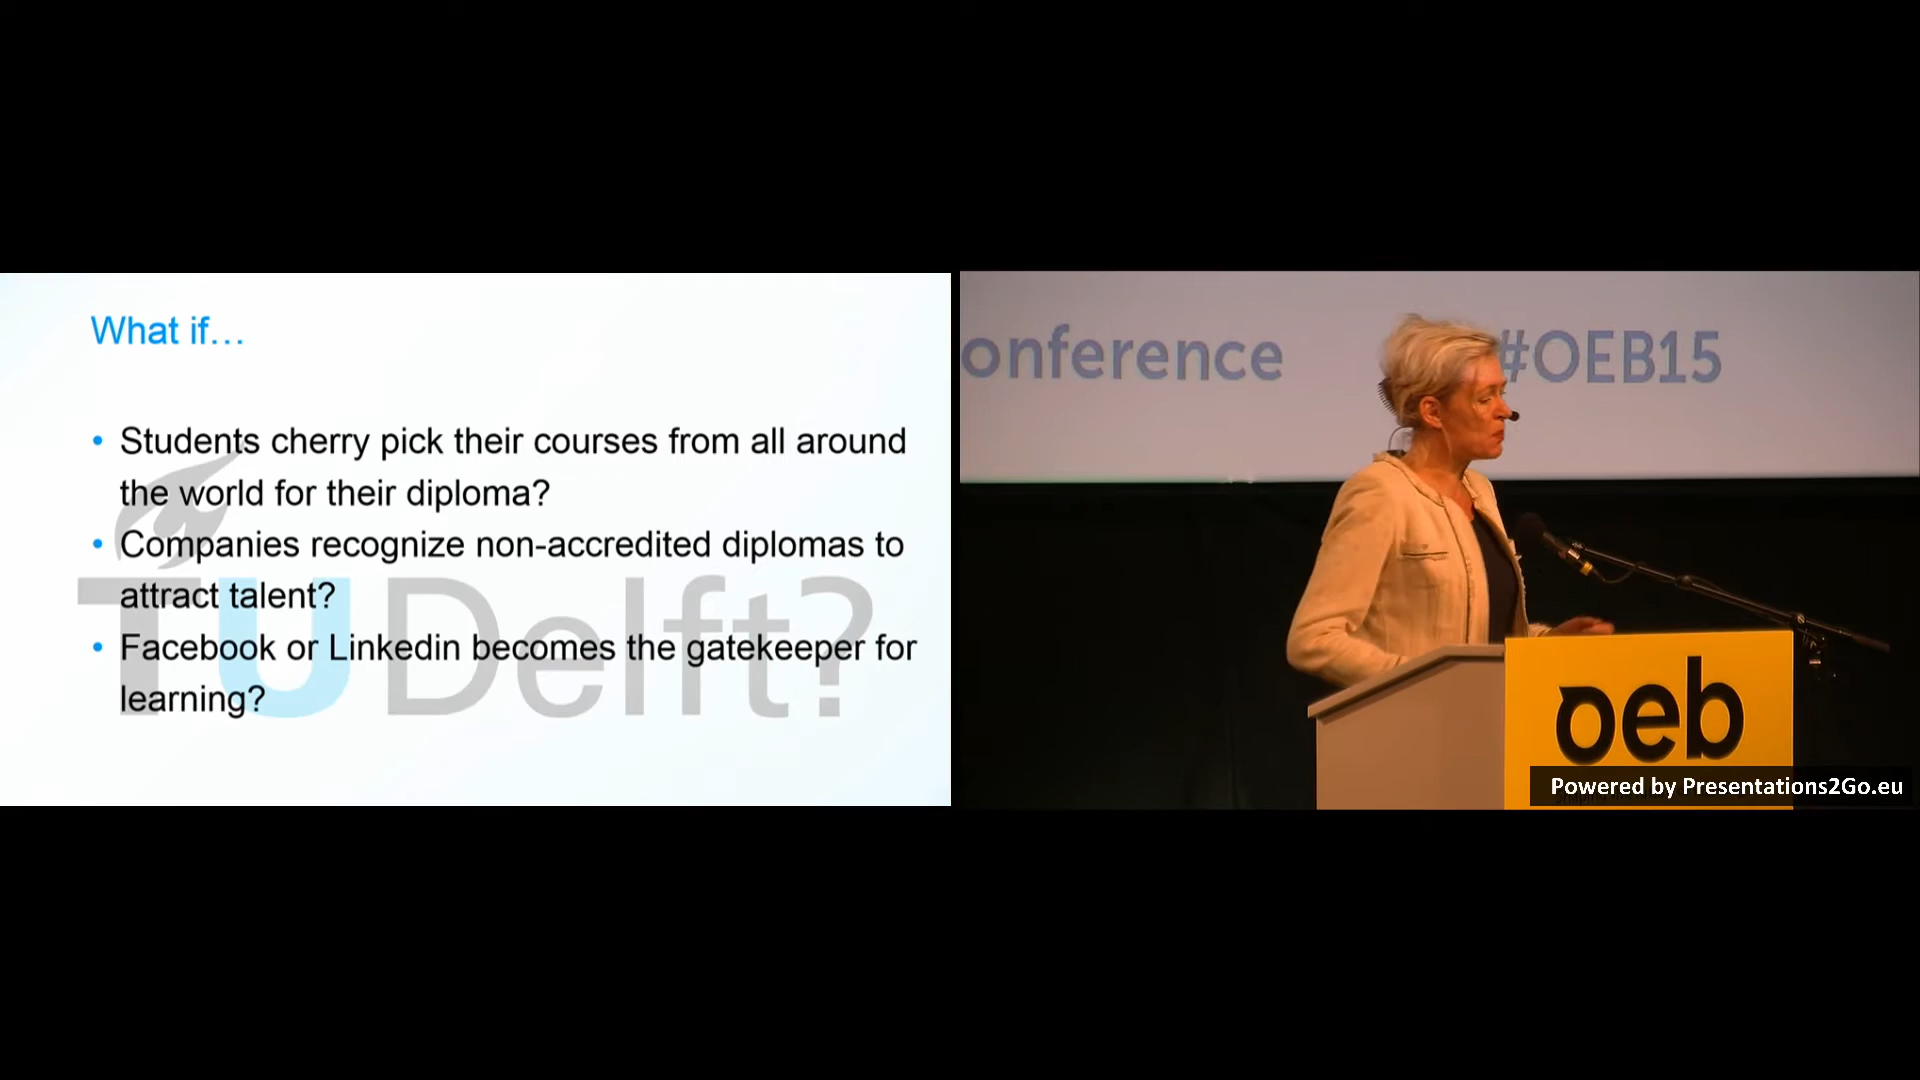 What if…
• Students cherry pick their courses from all around
the world for their diploma?
• Companies recognize non-accredited diplomas to
attract talent?
• Facebook or Linkedin becomes the gatekeeper for
learning?
TUDelft?
onference #OEB15
oeb
Powered by Presentations2Go.eu